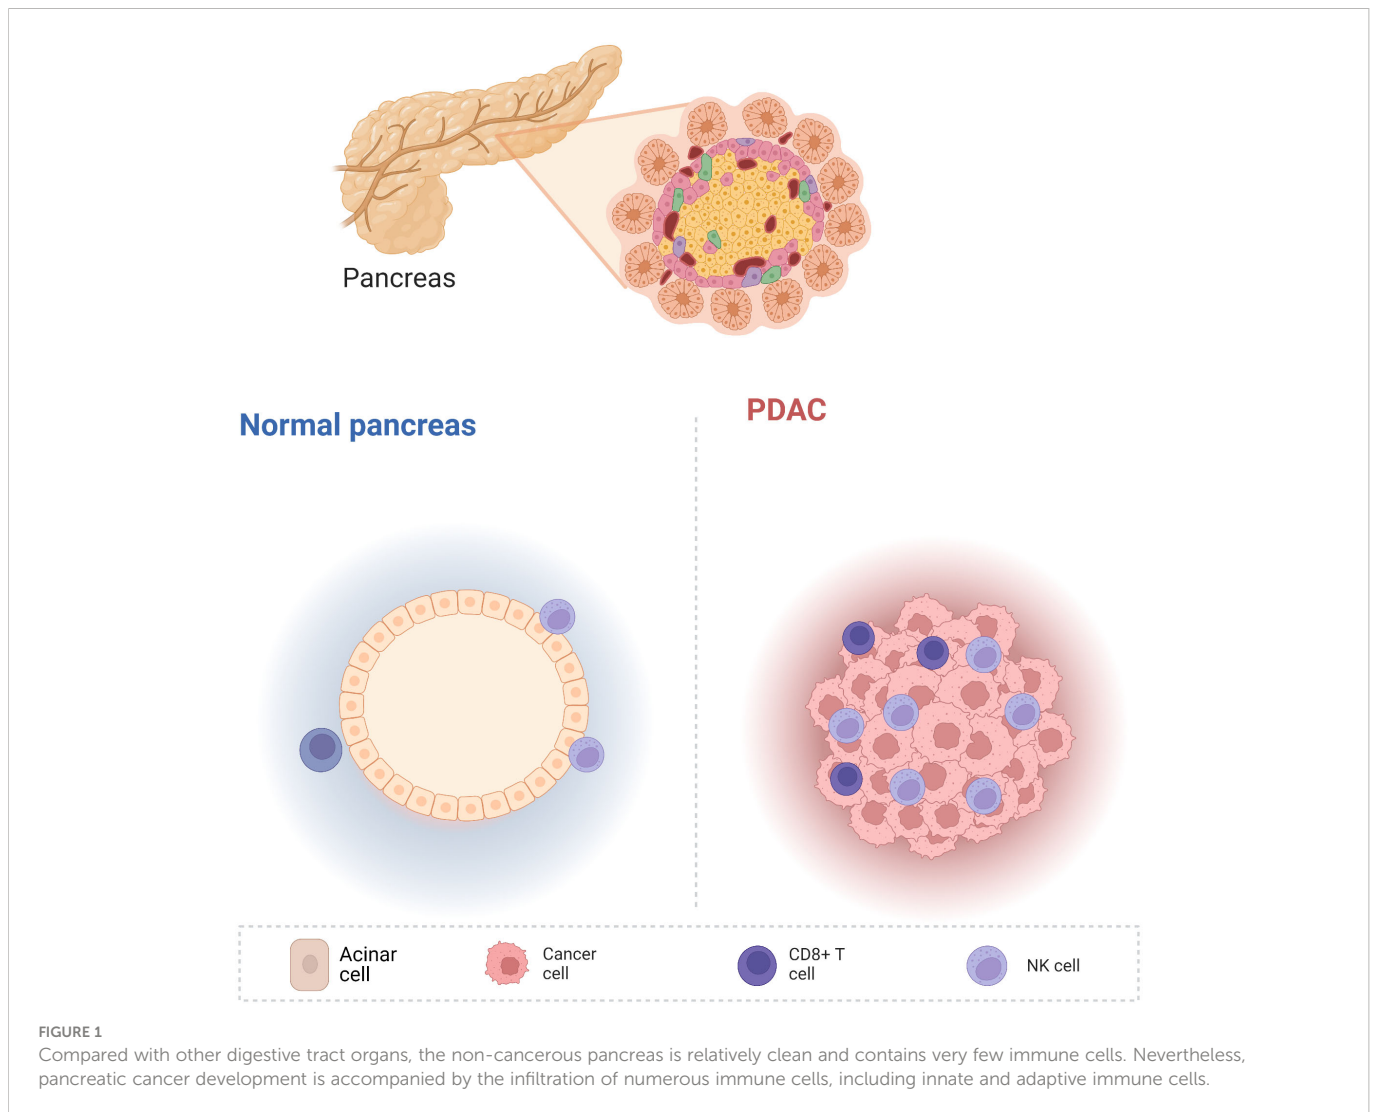 Pancreas
Normal pancreas
PDAC
Acinar
cell
Cancer
cell
CD8+ T
cell
NK cell
FIGURE 1
Compared with other digestive tract organs, the non-cancerous pancreas is relatively clean and contains very few immune cells. Nevertheless,
pancreatic cancer development is accompanied by the infiltration of numerous immune cells, including innate and adaptive immune cells.